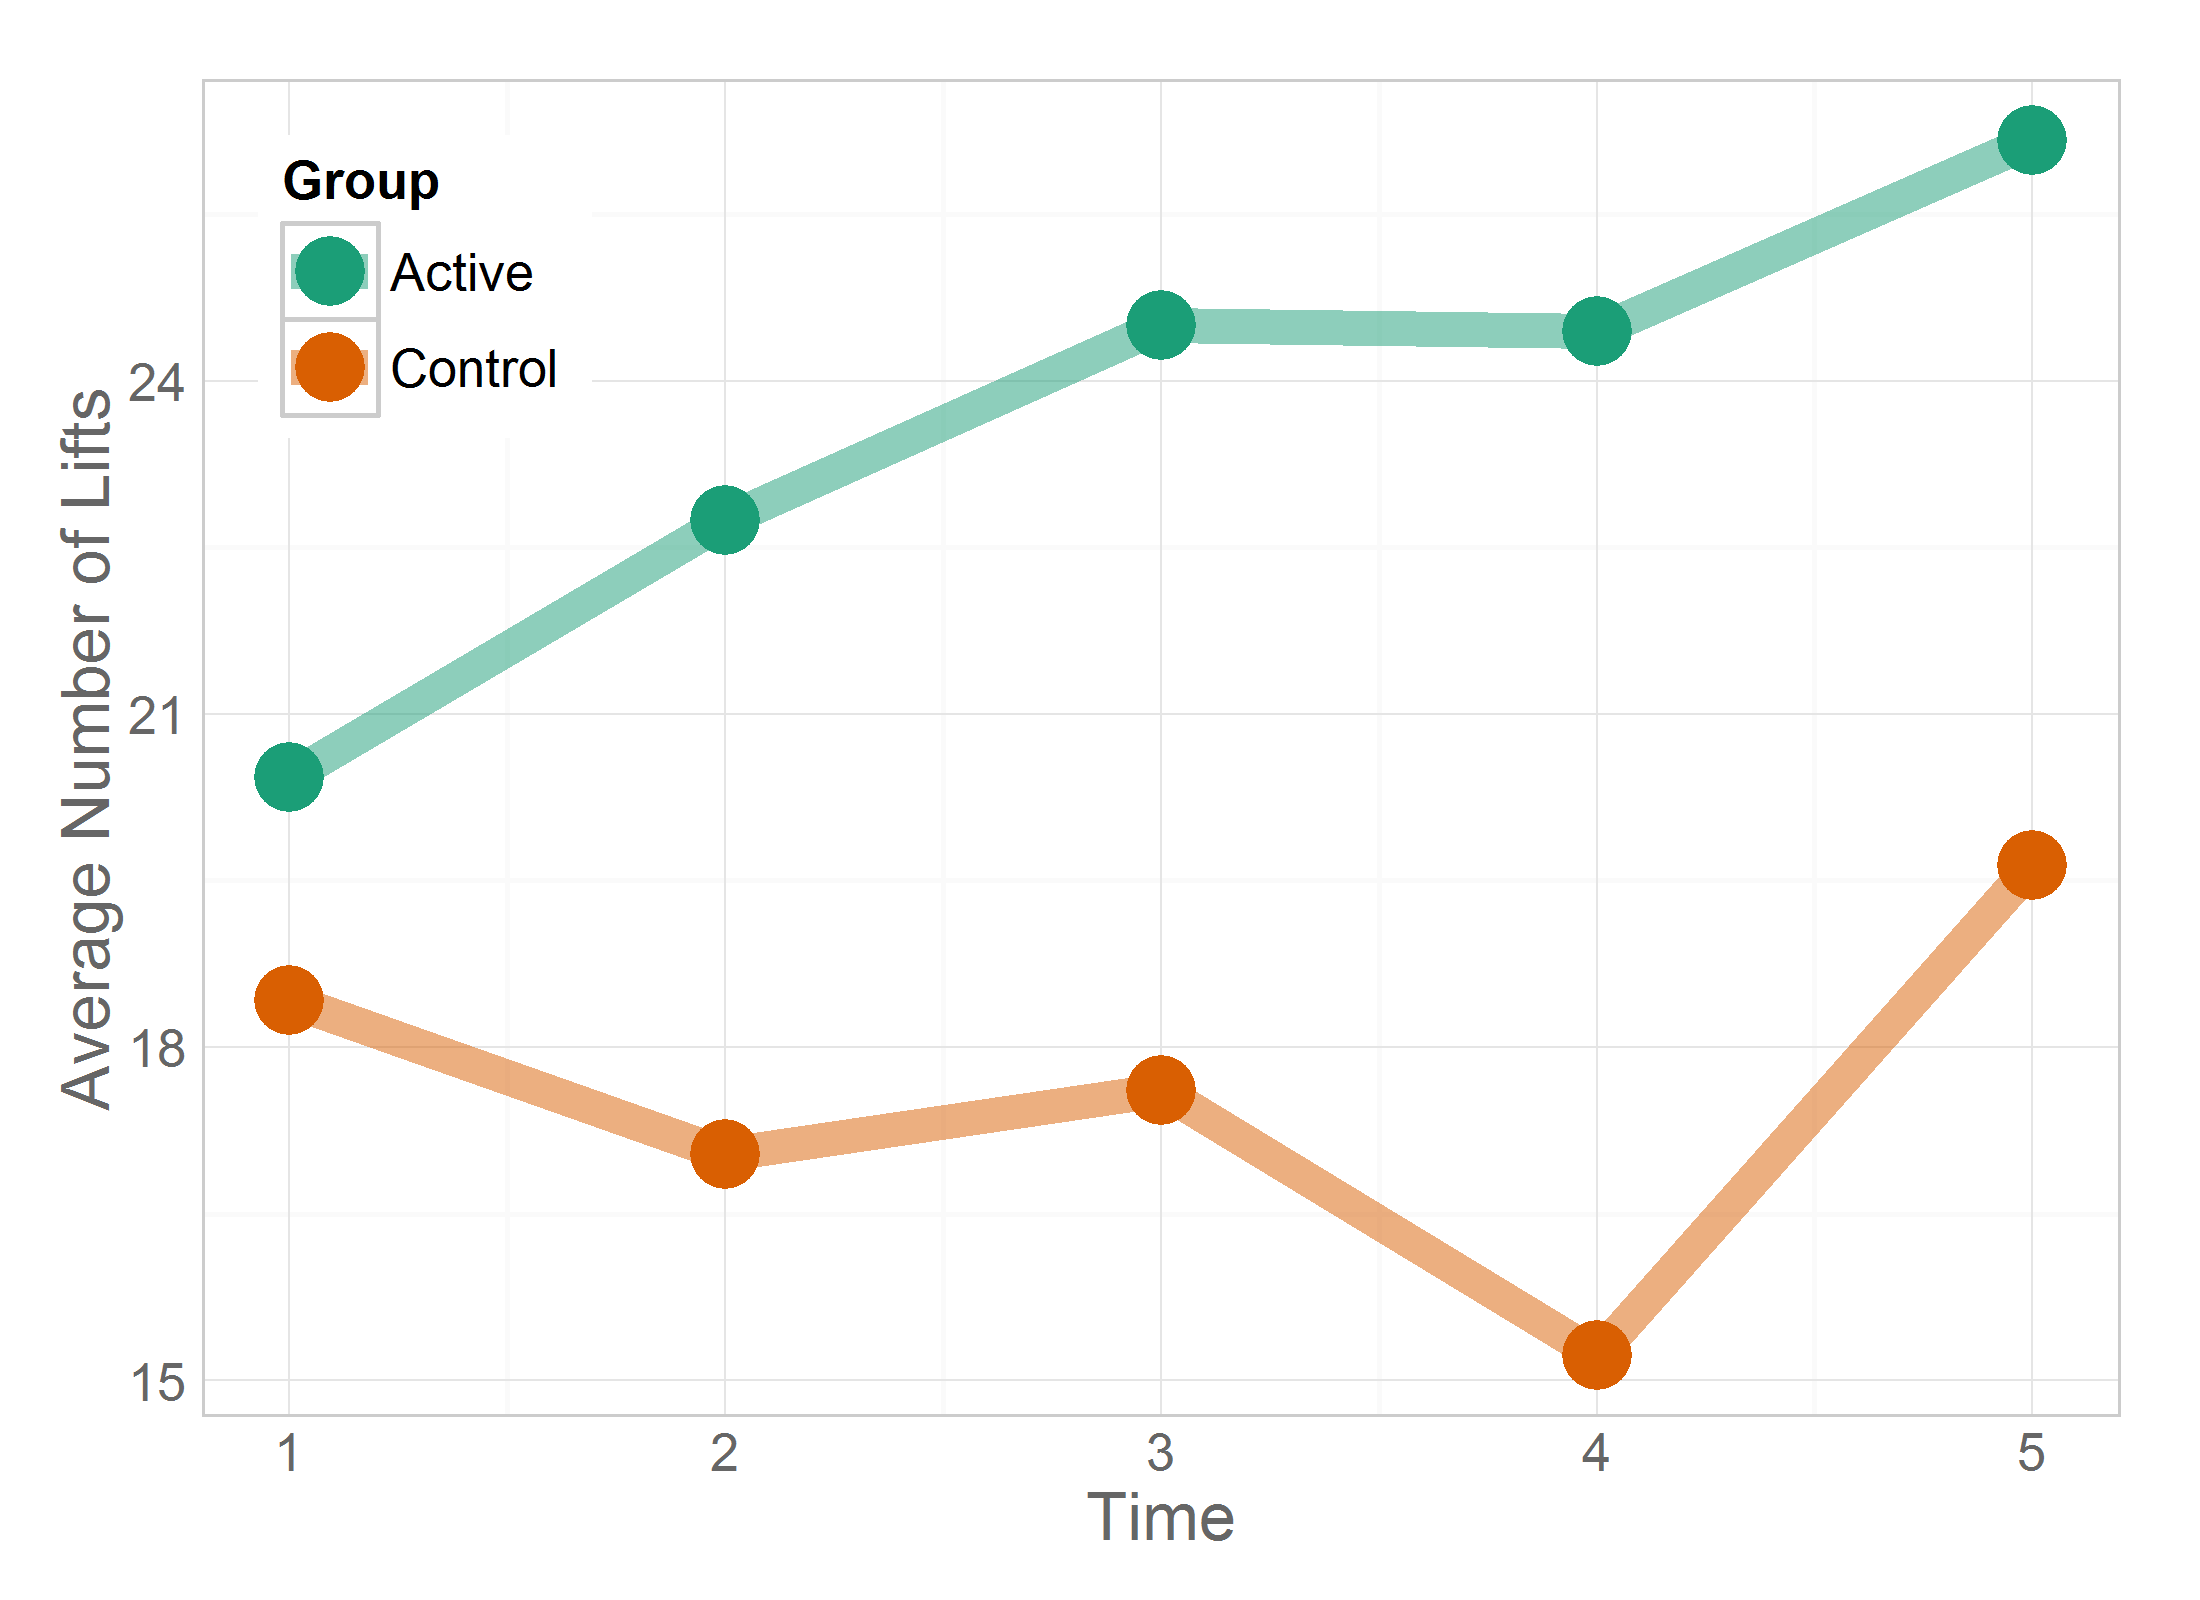 Group
Active
Control
24
21
18
15
Average Number of Lifts
1 2 3 4 5
Time